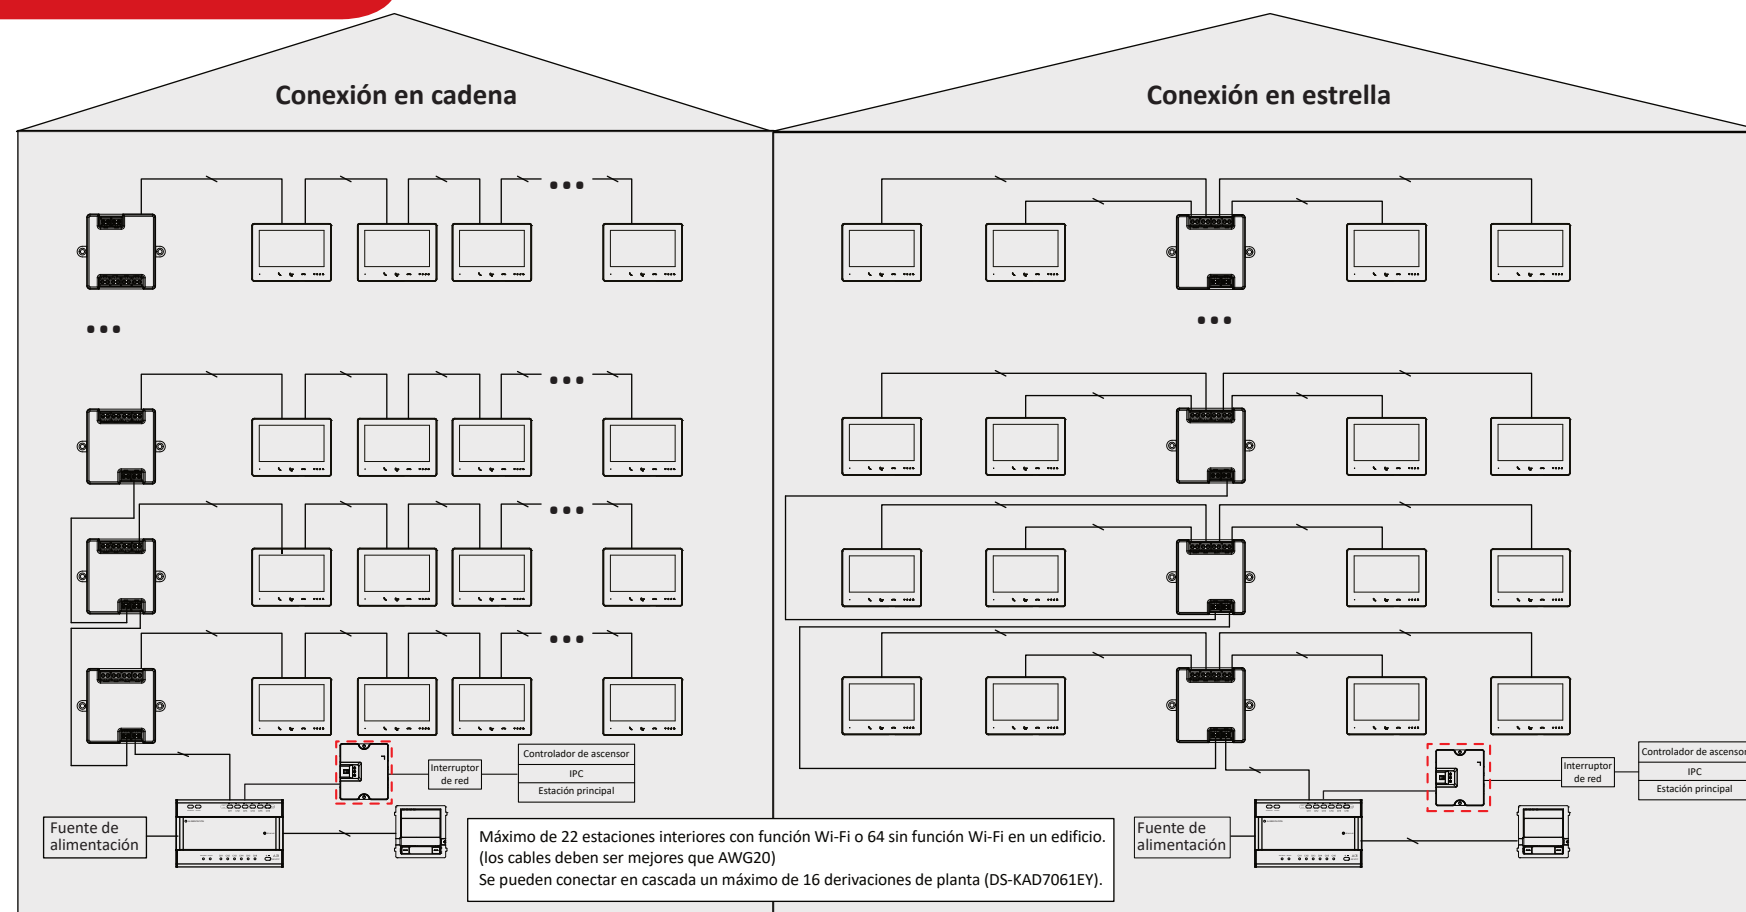 Conexión en cadena
Conexión en estrella
Controlador de ascensor
IPC
Estación principal
Interruptor
de red
Fuente de
alimentación
Máximo de 22 estaciones interiores con función Wi-Fi o 64 sin función Wi-Fi en un edificio.
(los cables deben ser mejores que AWG20)
Se pueden conectar en cascada un máximo de 16 derivaciones de planta (DS-KAD7061EY).
Controlador de ascensor
IPC
Estación principal
Interruptor
de red
Fuente de
alimentación